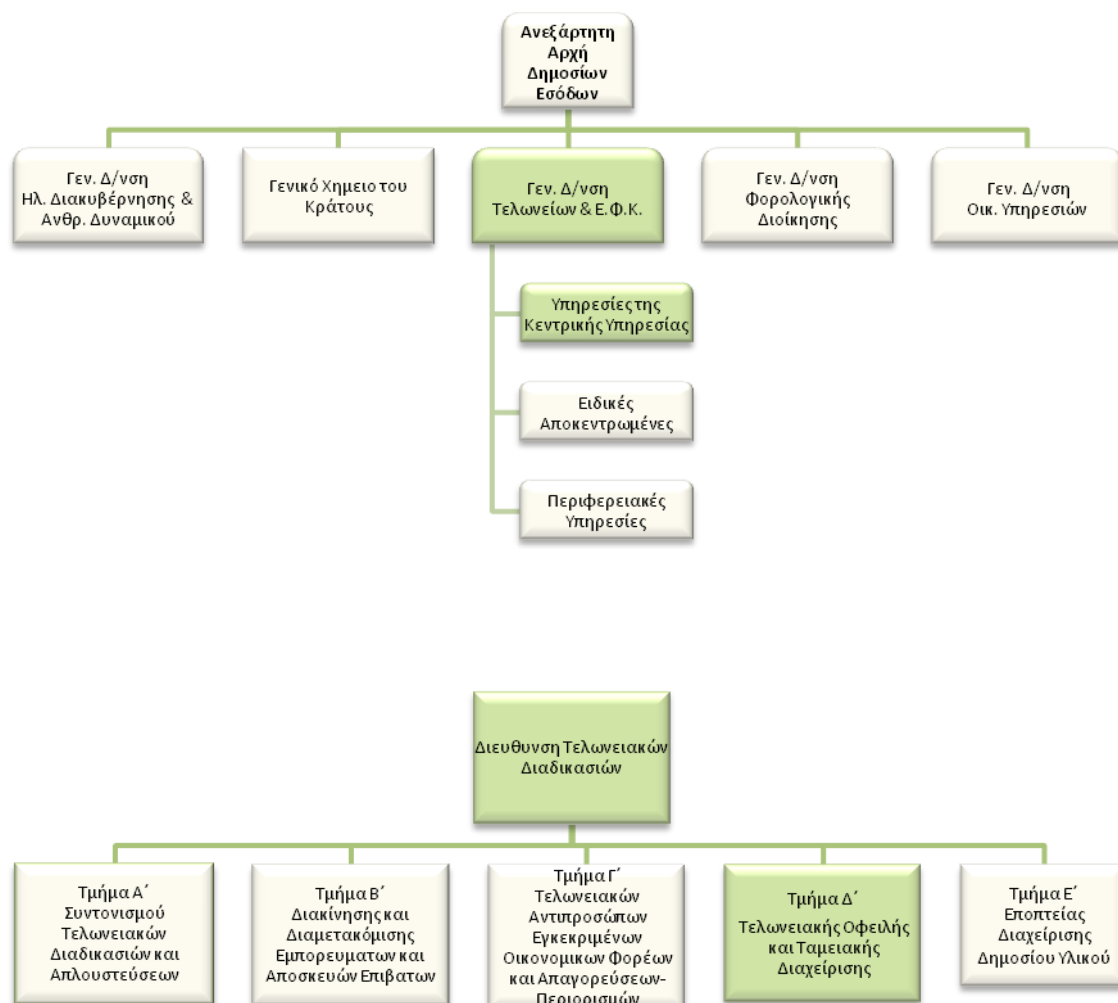 Ανεξάρτητη
Αρχή
Δημοσίων
Εσόδων
Γεν. Δ/νση
Ηλ. Διακυβέρνησης &
Ανθρ. Δυναμικού
Γενικό Χημειο του
Κράτους
Γεν. Δ/νση
Τελωνείων & Ε.Φ.Κ.
Γεν. Δ/νση
Φορολογικής
Διοίκησης
Γεν. Δ/νση
Οικ. Υπηρεσιών
Υπηρεσίες της
Κεντρικής Υπηρεσίας
Ειδικές
Αποκεντρωμένες
Περιφερειακές
Υπηρεσίες
Διευθυνση Τελωνειακών
Διαδικασιών
Τμήμα Α΄
Συντονισμού
Τελωνειακών
Διαδικασιών και
Απλουστεύσεων
Τμήμα Β΄
Διακίνησης και
Διαμετακόμισης
Εμπορευματων και
Αποσκευών Επιβατων
Τμήμα Γ΄
Τελωνειακών
Αντιπροσώπων
Εγκεκριμένων
Οικονομικων Φορέων
και Απαγορεύσεων-
Περιορισμών
Τμήμα Δ΄
Τελωνειακής Οφειλής
και Ταμειακής
Διαχείρισης
Τμήμα Ε΄
Εποπτείας
Διαχείρισης
Δημοσίου Υλικού